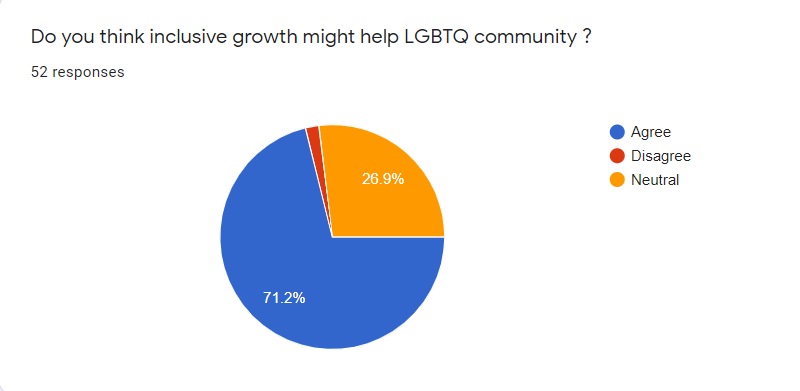 Do you think inclusive growth might help LGBTQ community ?
52 responses
Agree
Disagree
Neutral
26.9%
71.2%